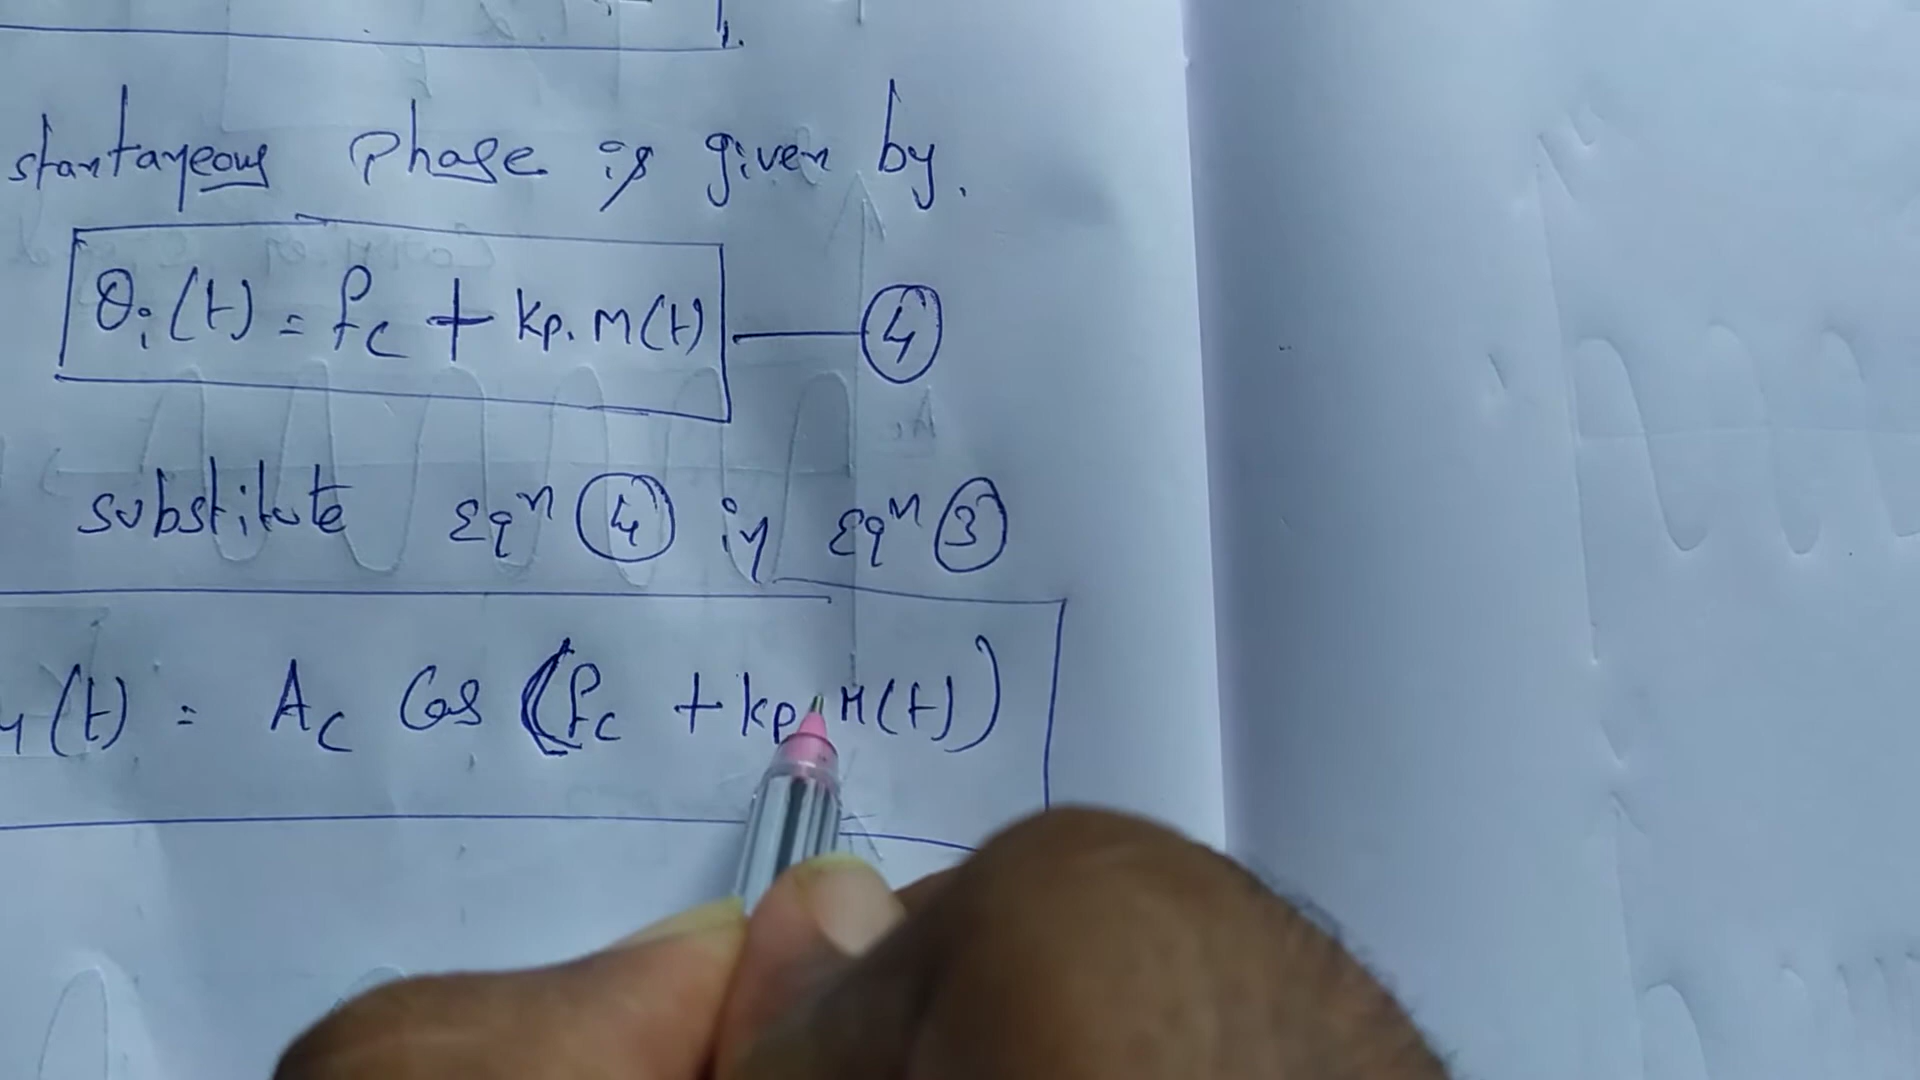 stantaneous phase is given by.
θi(t) = fc + kp. M(t) — 4
substitute Eqn 4 in Eqn 3
(t) = Ac Cos (fc + kp. M(t))